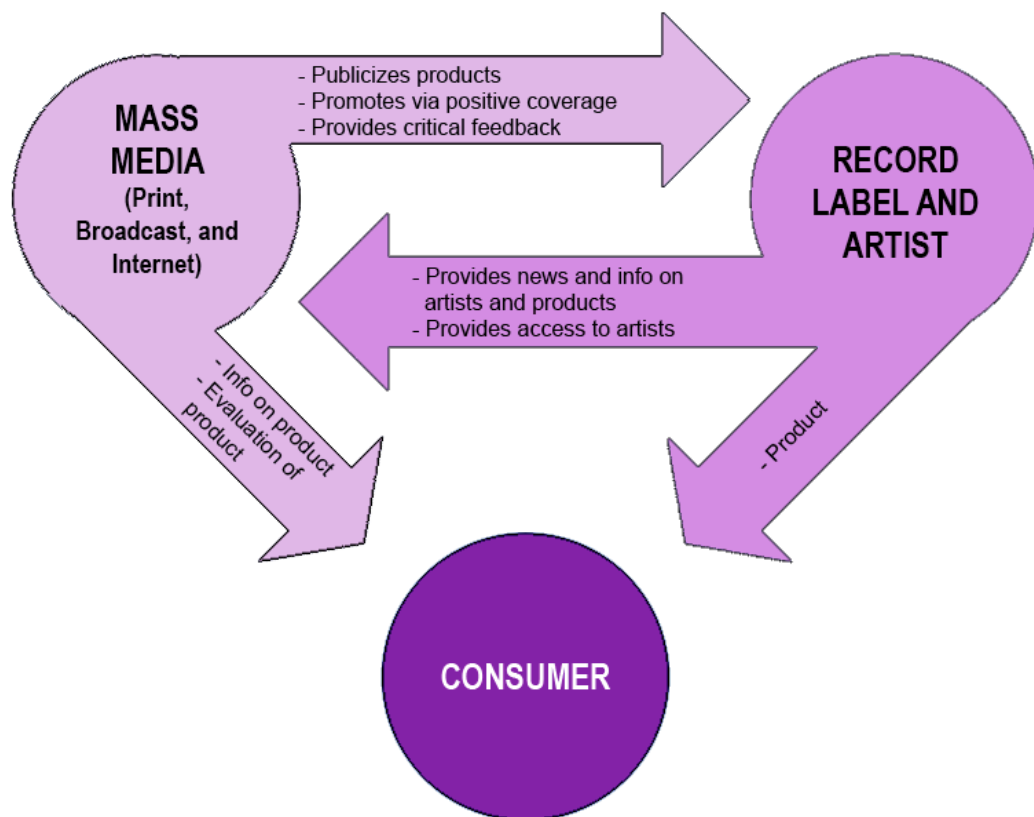 MASS
MEDIA
(Print,
Broadcast, and
Internet)
- Publicizes products
- Promotes via positive coverage
- Provides critical feedback
RECORD
LABEL AND
ARTIST
- Provides news and info on
artists and products
- Provides access to artists
- Info on product
- Evaluation of
product
- Product
CONSUMER